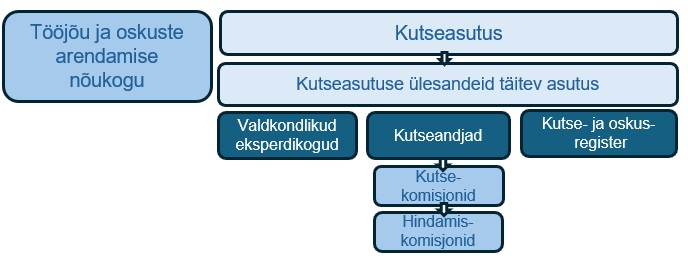 Tööjõu ja oskuste
arendamise
nõukogu
Kutseasutus
Kutseasutuse ülesandeid täitev asutus
Valdkondlikud
eksperdikogud
Kutseandjad
Kutse- ja oskus-
register
Kutse-
komisjonid
Hindamis-
komisjonid